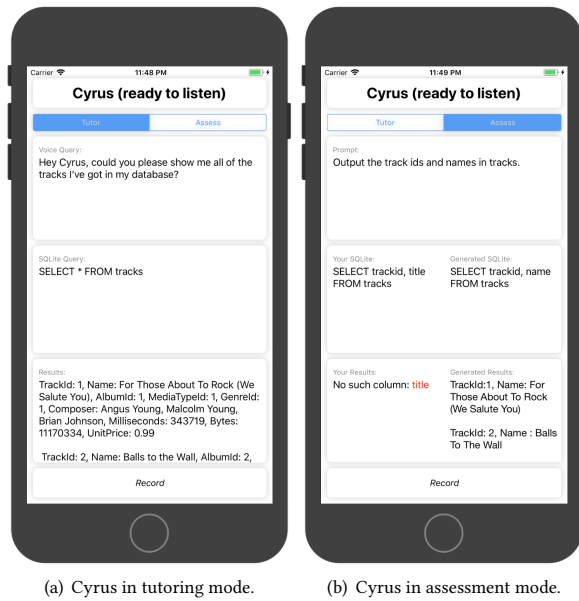 Carrier 11:48 PM
Cyrus (ready to listen)
Tutor Assess
Voice Query:
Hey Cyrus, could you please show me all of the
tracks I've got in my database?
SQLite Query:
SELECT * FROM tracks
Results:
TrackId: 1, Name: For Those About To Rock (We
Salute You), AlbumId: 1, MediaTypeId: 1, GenreId:
1, Composer: Angus Young, Malcolm Young,
Brian Johnson, Milliseconds: 343719, Bytes:
11170334, UnitPrice: 0.99
TrackId: 2, Name: Balls to the Wall, AlbumId: 2,
Record
(a) Cyrus in tutoring mode.
Carrier 11:49 PM
Cyrus (ready to listen)
Tutor Assess
Prompt:
Output the track ids and names in tracks.
Your SQLite:
SELECT trackid, title
FROM tracks
Generated SQLite:
SELECT trackid, name
FROM tracks
Your Results:
No such column: title
Generated Results:
TrackId:1, Name: For
Those About To Rock
(We Salute You)
TrackId: 2, Name : Balls
To The Wall
Record
(b) Cyrus in assessment mode.